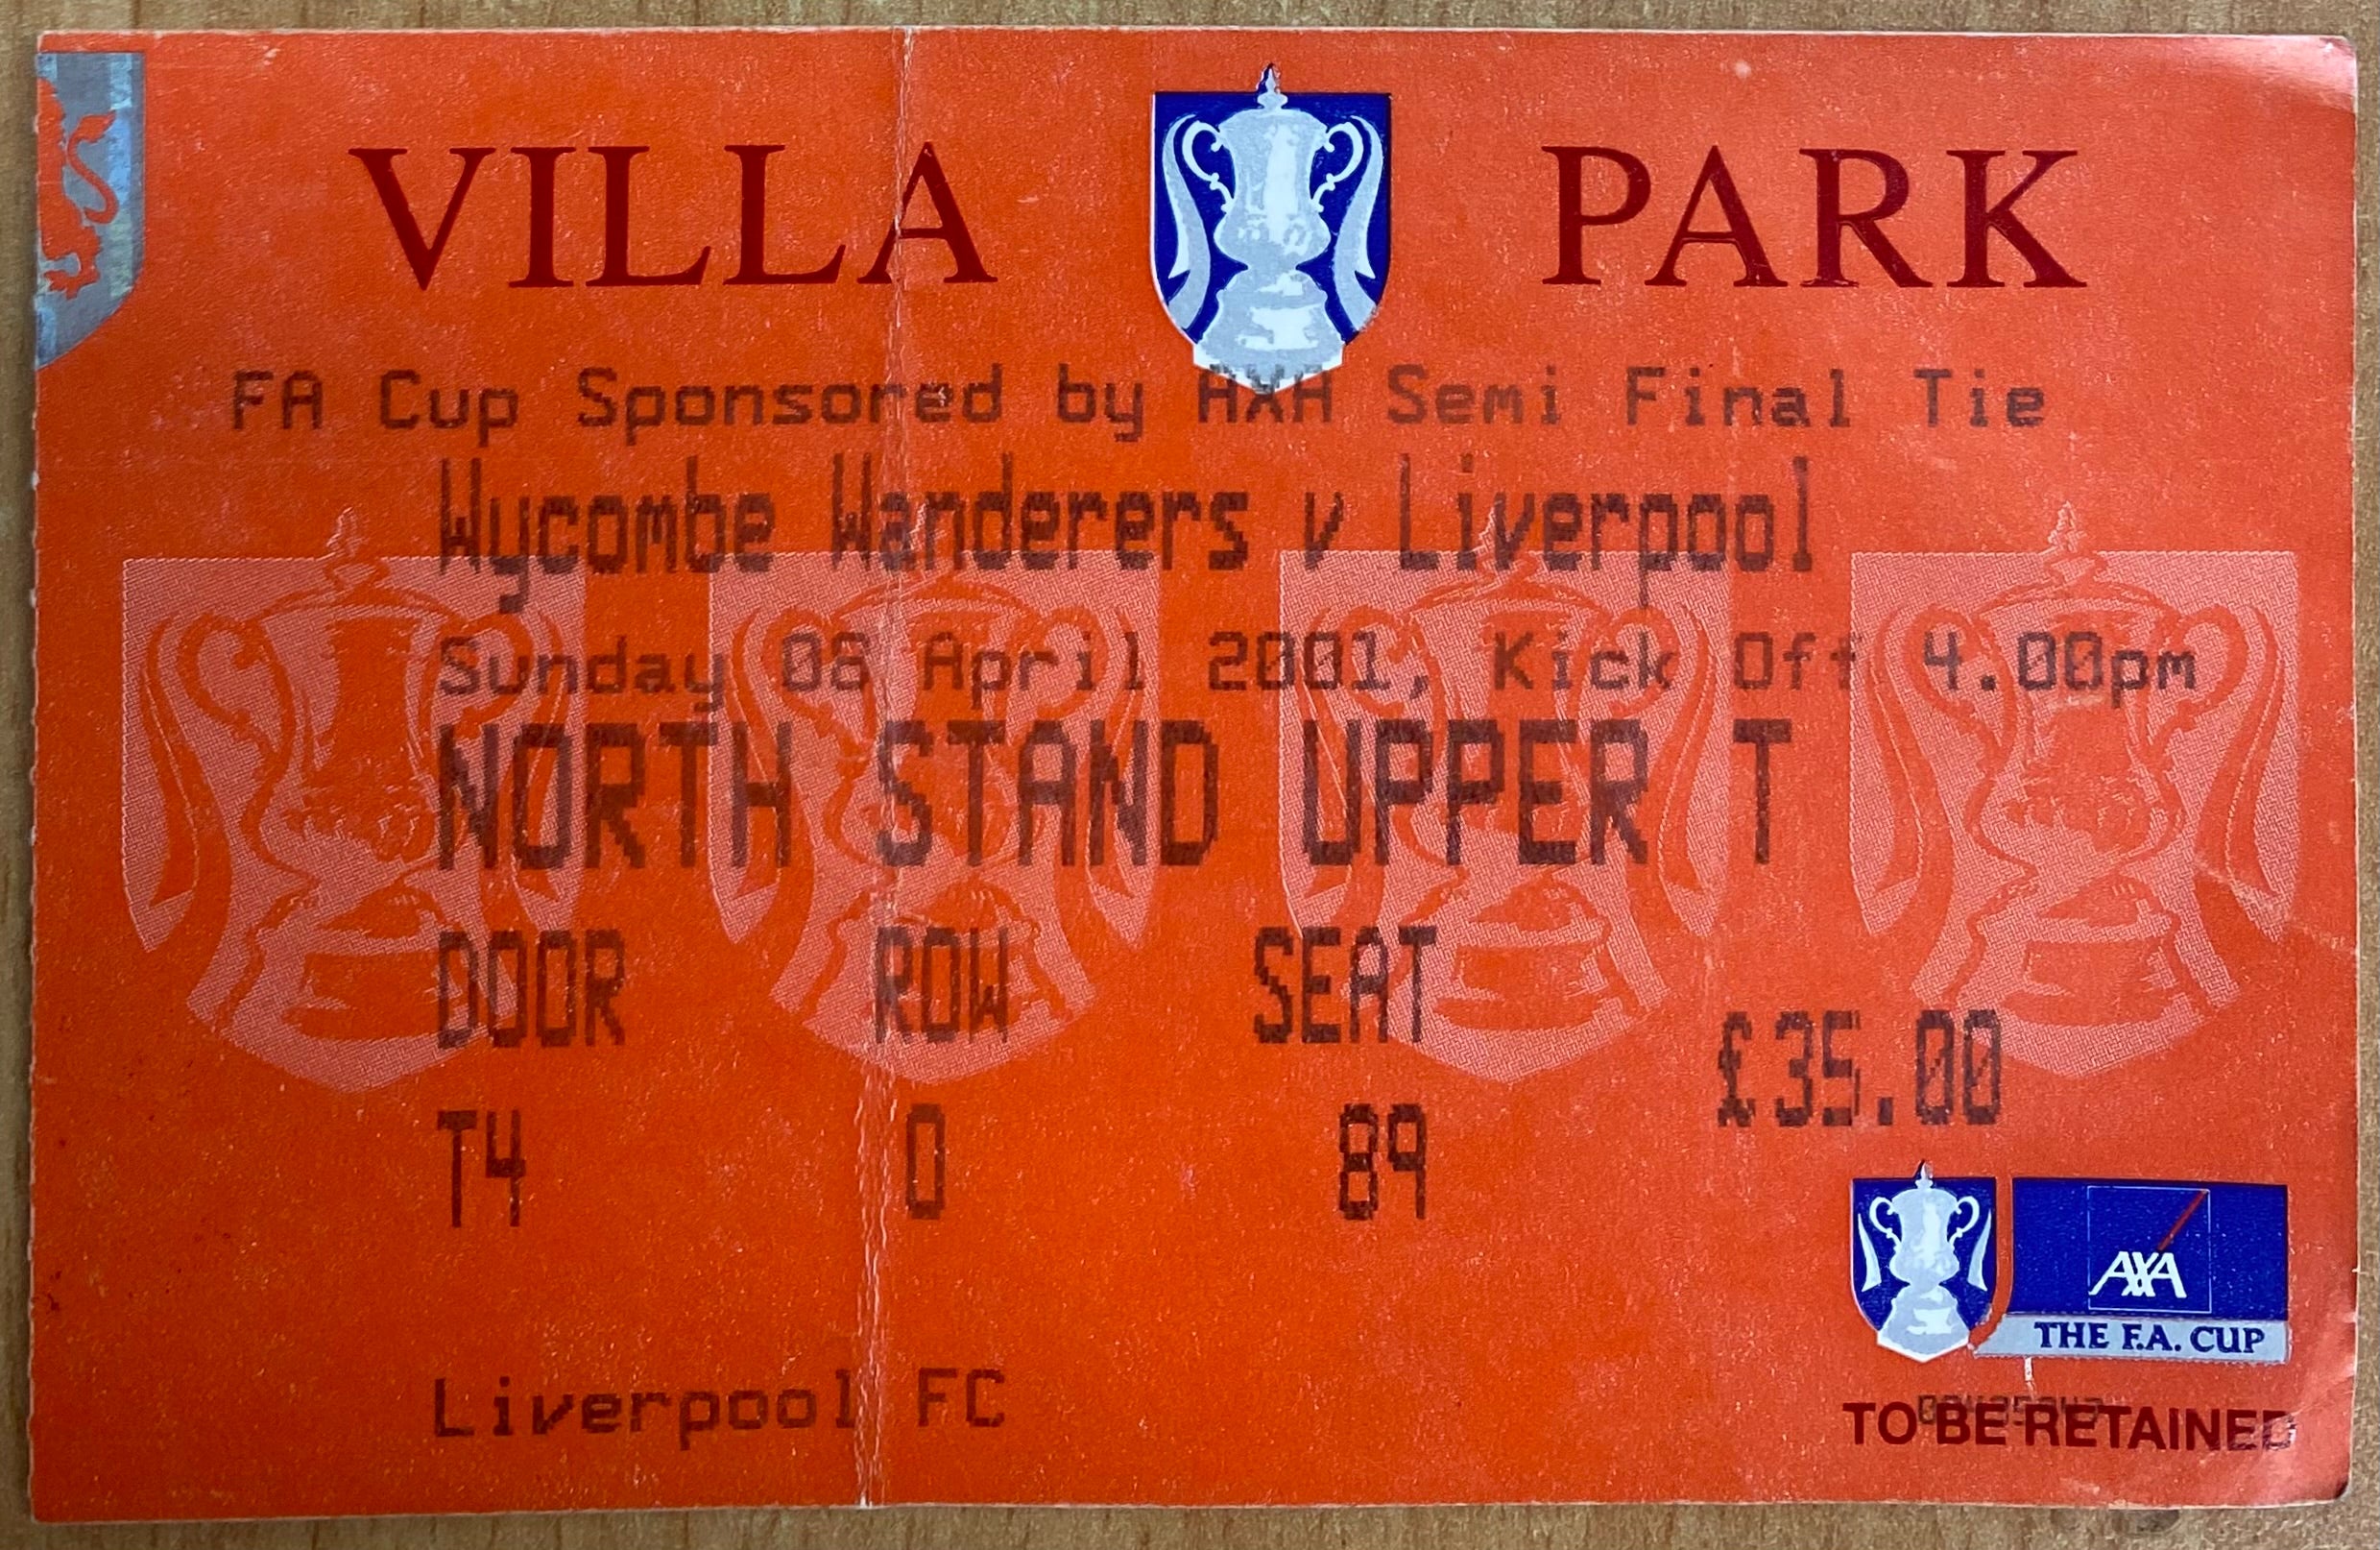 VILLA PARK
FA Cup Sponsored by AXA Semi Final Tie
Wycombe Wanderers v Liverpool
Sunday 08 April 2001, Kick Off 4.00pm
NORTH STAND UPPER T
DOOR ROW SEAT
£35.00
T4 O 89
AXA
THE F.A. CUP
Liverpool FC
TO BE RETAINED